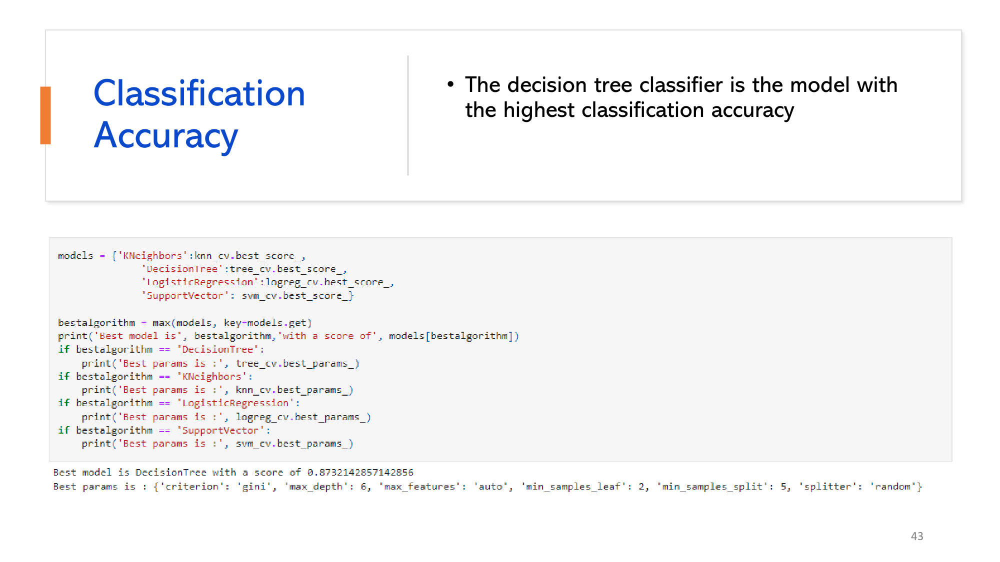 Classification
Accuracy
• The decision tree classifier is the model with
the highest classification accuracy
models = {'KNeighbors':knn_cv.best_score_,
              'DecisionTree':tree_cv.best_score_,
              'LogisticRegression':logreg_cv.best_score_,
              'SupportVector': svm_cv.best_score_}
bestalgorithm = max(models, key=models.get)
print('Best model is', bestalgorithm,'with a score of', models[bestalgorithm])
if bestalgorithm == 'DecisionTree':
    print('Best params is :', tree_cv.best_params_)
if bestalgorithm == 'KNeighbors':
    print('Best params is :', knn_cv.best_params_)
if bestalgorithm == 'LogisticRegression':
    print('Best params is :', logreg_cv.best_params_)
if bestalgorithm == 'SupportVector':
    print('Best params is :', svm_cv.best_params_)
Best model is DecisionTree with a score of 0.8732142857142856
Best params is : {'criterion': 'gini', 'max_depth': 6, 'max_features': 'auto', 'min_samples_leaf': 2, 'min_samples_split': 5, 'splitter': 'random'}
43